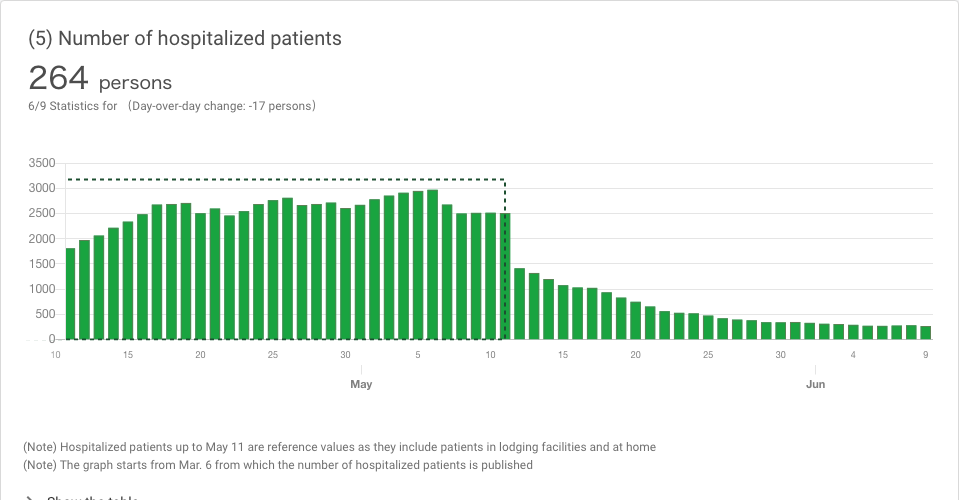 (5) Number of hospitalized patients
264 persons
6/9 Statistics for （Day-over-day change: -17 persons）
3500
3000
2500
2000
1500
1000
500
0
10 15 20 25 30 5 10 15 20 25 30 4 9
May Jun
(Note) Hospitalized patients up to May 11 are reference values as they include patients in lodging facilities and at home
(Note) The graph starts from Mar. 6 from which the number of hospitalized patients is published
Show the table